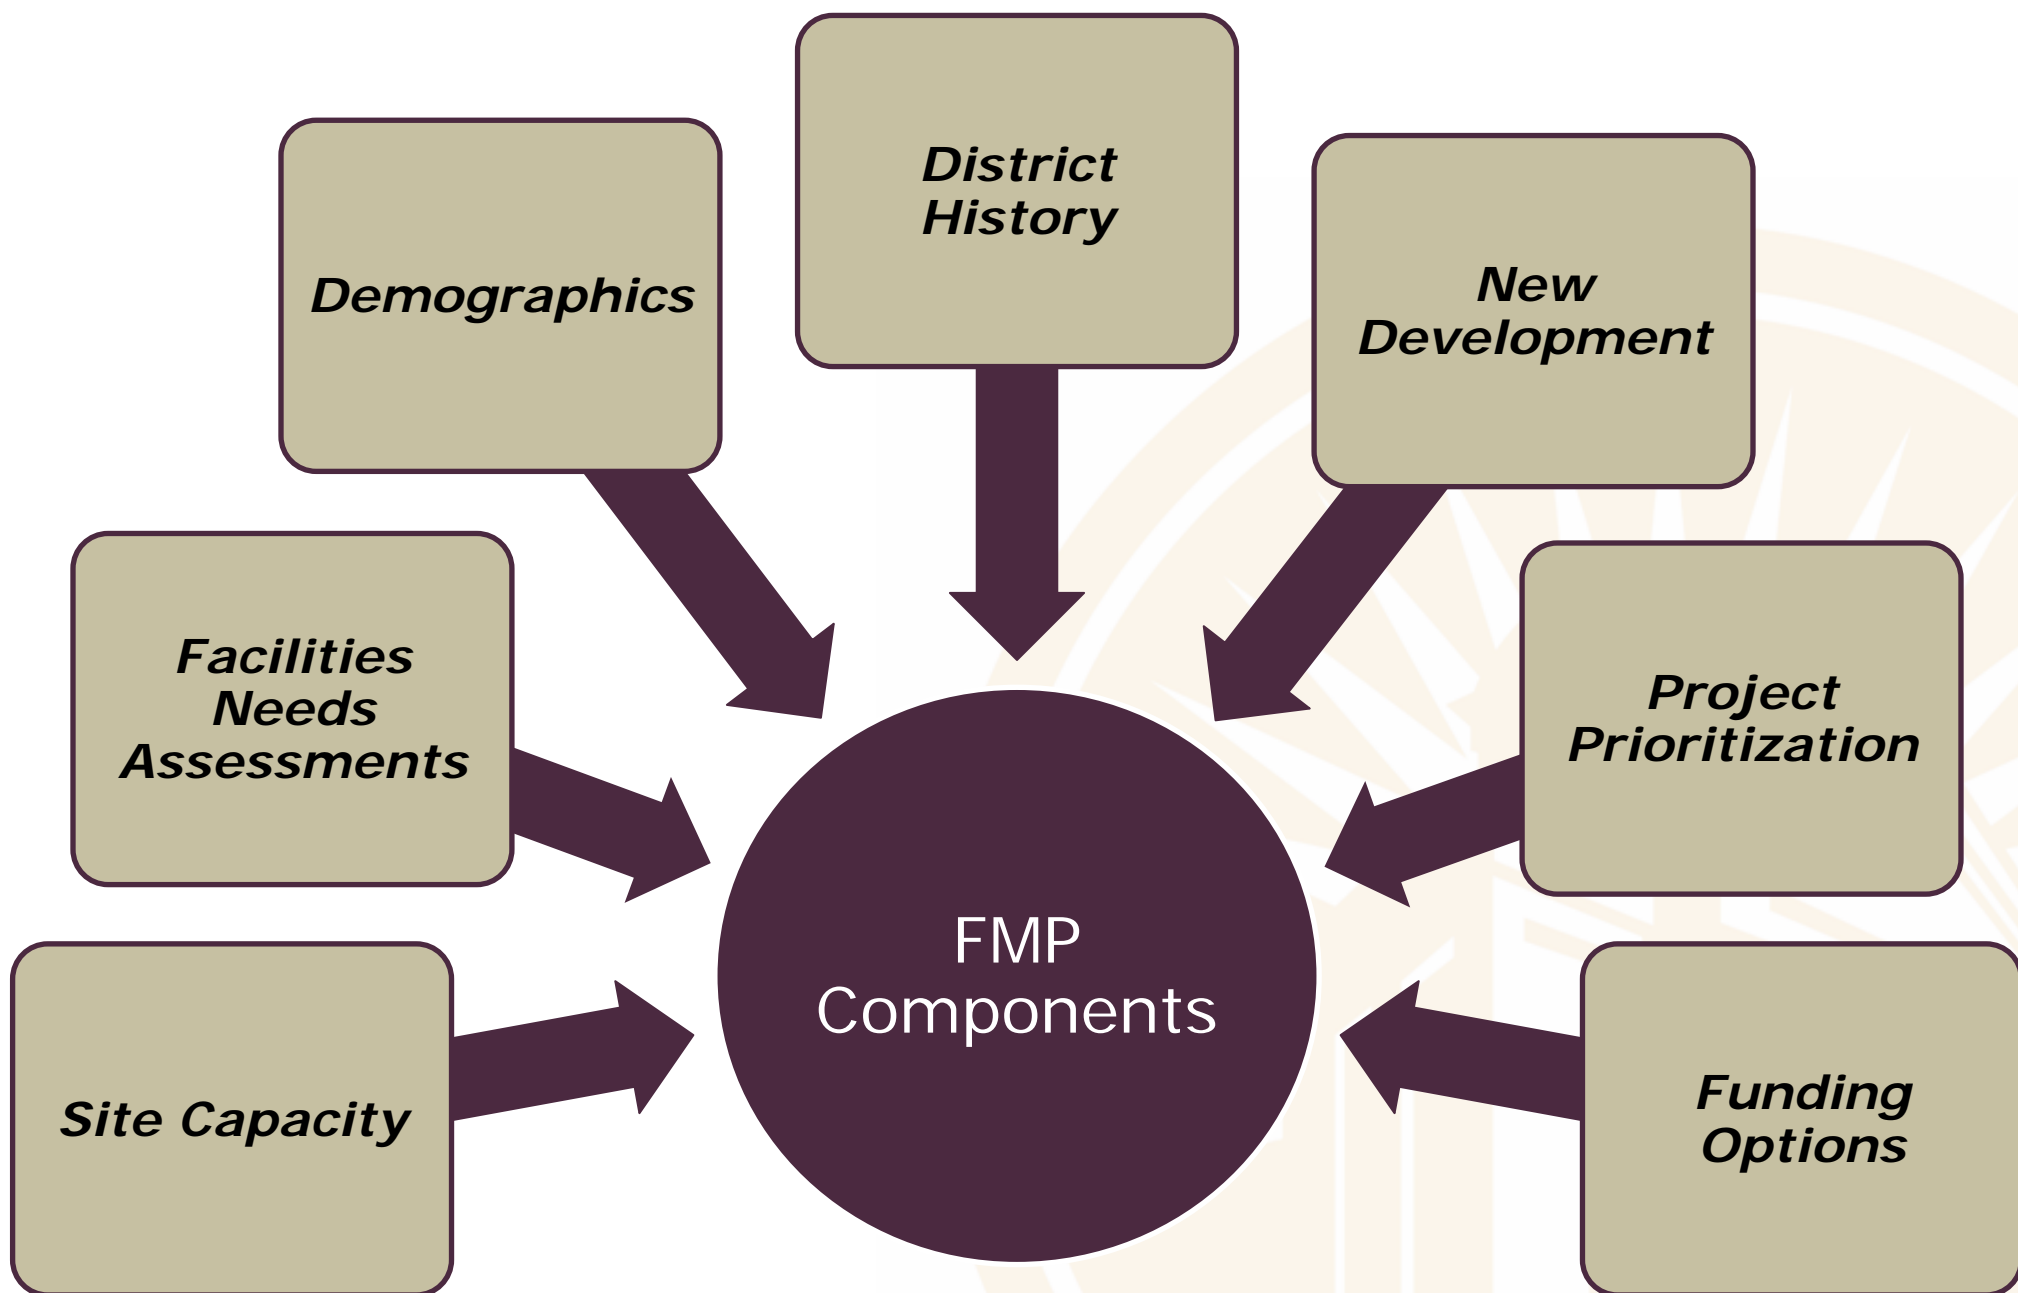 District
History
Demographics
New
Development
Facilities
Needs
Assessments
Project
Prioritization
FMP
Components
Site Capacity
Funding
Options